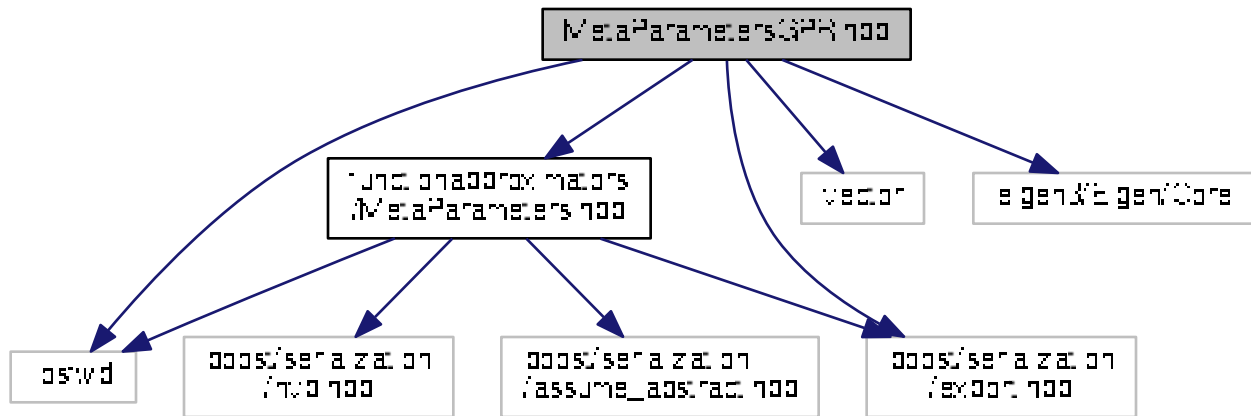 MetaParametersGPR.hpp
functionapproximators
/MetaParameters.hpp
vector
eigen3/Eigen/Core
iosfwd
boost/serialization
/nvp.hpp
boost/serialization
/assume_abstract.hpp
boost/serialization
/export.hpp